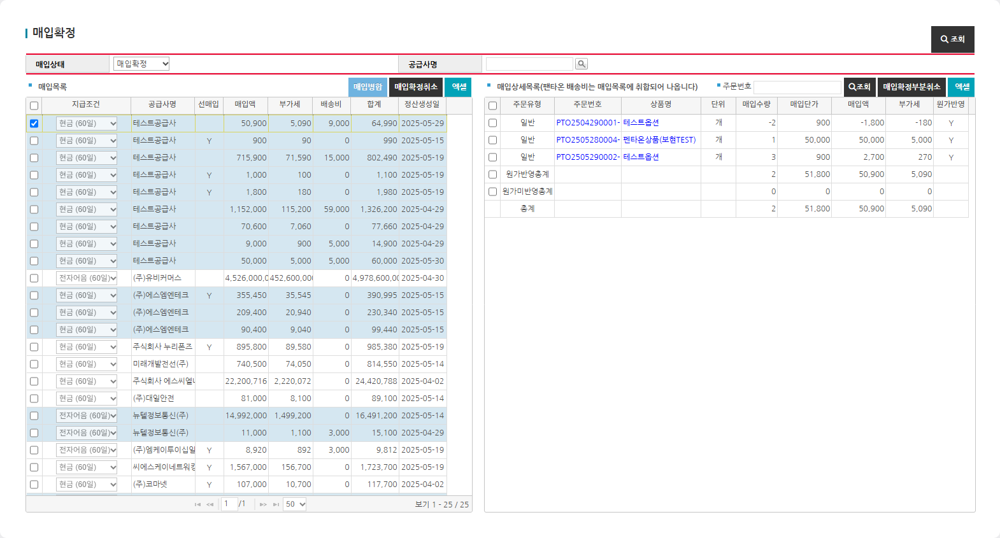 매입확정
조회
매입상태 매입확정 공급사명
매입목록 매입병합 매입확정취소 엑셀
매입상세목록(팬타온 배송비는 매입목록에 취합되어 나옵니다) 주문번호 조회 매입확정부분취소 엑셀
지급조건 공급사명 선매입 매입액 부가세 배송비 합계 정산생성일
현금 (60일) 테스트공급사 50,900 5,090 9,000 64,990 2025-05-29
현금 (60일) 테스트공급사 Y 900 90 0 990 2025-05-15
현금 (60일) 테스트공급사 715,900 71,590 15,000 802,490 2025-05-19
현금 (60일) 테스트공급사 Y 1,000 100 0 1,100 2025-05-19
현금 (60일) 테스트공급사 Y 1,800 180 0 1,980 2025-05-19
현금 (60일) 테스트공급사 1,152,000 115,200 59,000 1,326,200 2025-04-29
현금 (60일) 테스트공급사 70,600 7,060 0 77,660 2025-04-29
현금 (60일) 테스트공급사 9,000 900 5,000 14,900 2025-04-29
현금 (60일) 테스트공급사 50,000 5,000 5,000 60,000 2025-05-30
전자어음 (60일) (주)유비커머스 4,526,000,0 452,600,00 0 4,978,600,0 2025-04-30
현금 (60일) (주)에스엠엔테크 Y 355,450 35,545 0 390,995 2025-05-15
현금 (60일) (주)에스엠엔테크 209,400 20,940 0 230,340 2025-05-15
현금 (60일) (주)에스엠엔테크 90,400 9,040 0 99,440 2025-05-15
현금 (60일) 주식회사 누리폰즈 Y 895,800 89,580 0 985,380 2025-05-19
현금 (60일) 미래개발전선(주) 740,500 74,050 0 814,550 2025-05-14
현금 (60일) 주식회사 에스씨엘 22,200,716 2,220,072 0 24,420,788 2025-04-02
현금 (60일) (주)대일안전 81,000 8,100 0 89,100 2025-05-14
전자어음 (60일) 뉴텔정보통신(주) 14,992,000 1,499,200 0 16,491,200 2025-05-14
전자어음 (60일) 뉴텔정보통신(주) 11,000 1,100 3,000 15,100 2025-04-29
전자어음 (60일) (주)엠케이투이십일 Y 8,920 892 3,000 9,812 2025-05-19
현금 (60일) 씨에스케이네트워킹 Y 1,567,000 156,700 0 1,723,700 2025-05-19
현금 (60일) (주)코마넷 Y 107,000 10,700 0 117,700 2025-04-02
1 /1 50 보기 1 - 25 / 25
주문유형 주문번호 상품명 단위 매입수량 매입단가 매입액 부가세 원가반영
일반 PTO2504290001- 테스트옵션 개 -2 900 -1,800 -180 Y
일반 PTO2505280004- 펜타온상품(보현TEST) 개 1 50,000 50,000 5,000 Y
일반 PTO2505290002- 테스트옵션 개 3 900 2,700 270 Y
원가반영총계 2 51,800 50,900 5,090
원가미반영총계 0 0 0 0
총계 2 51,800 50,900 5,090